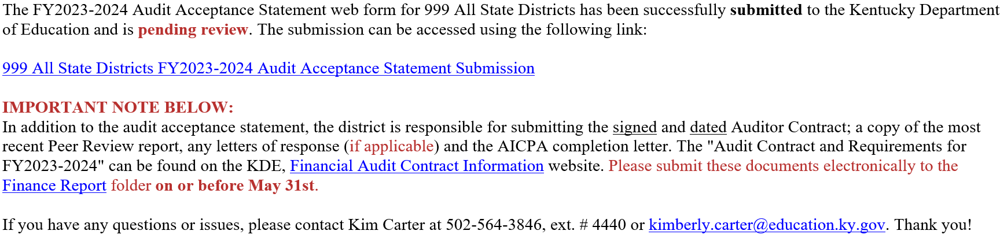 The FY2023-2024 Audit Acceptance Statement web form for 999 All State Districts has been successfully submitted to the Kentucky Department
of Education and is pending review. The submission can be accessed using the following link:
999 All State Districts FY2023-2024 Audit Acceptance Statement Submission
IMPORTANT NOTE BELOW:
In addition to the audit acceptance statement, the district is responsible for submitting the signed and dated Auditor Contract; a copy of the most
recent Peer Review report, any letters of response (if applicable) and the AICPA completion letter. The "Audit Contract and Requirements for
FY2023-2024" can be found on the KDE, Financial Audit Contract Information website. Please submit these documents electronically to the
Finance Report folder on or before May 31st.
If you have any questions or issues, please contact Kim Carter at 502-564-3846, ext. # 4440 or kimberly.carter@education.ky.gov. Thank you!